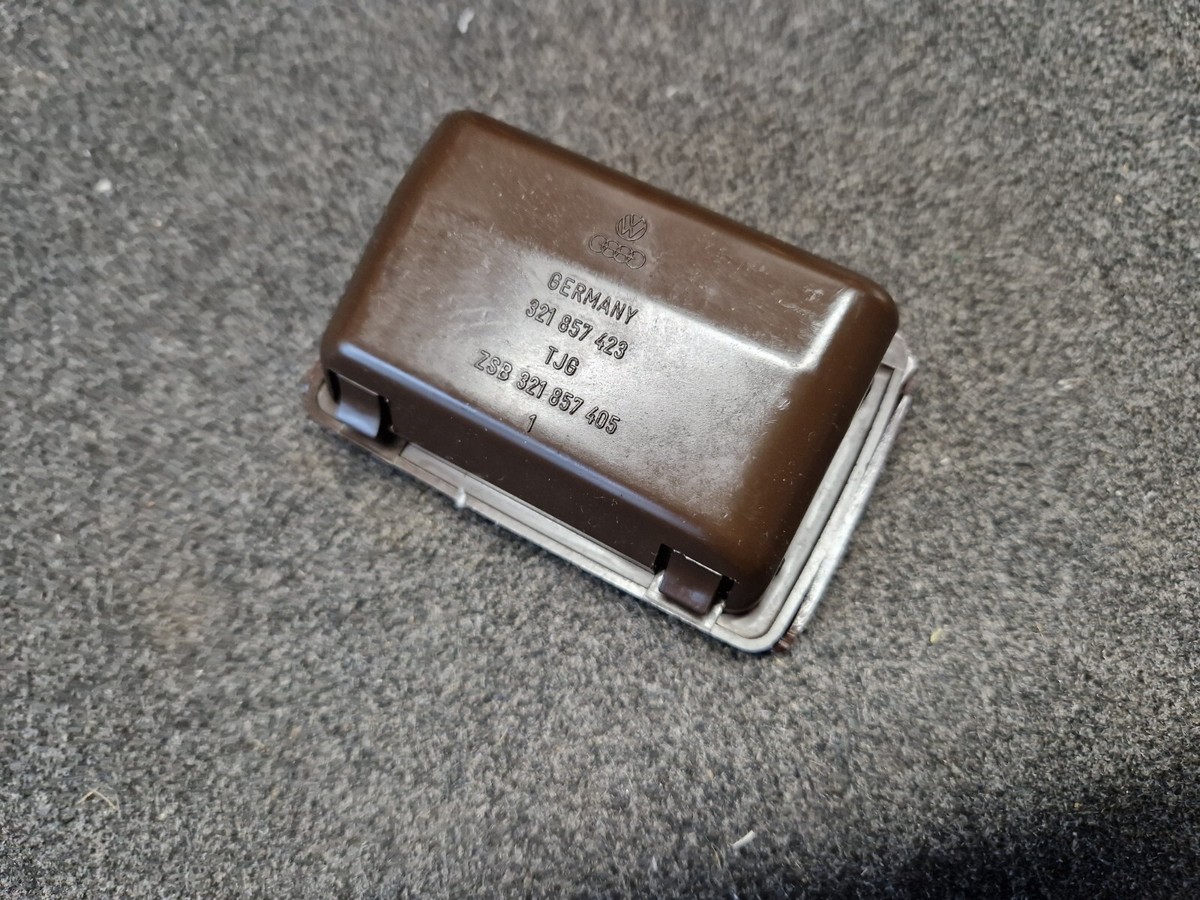 GERMANY
321 857 423
TJG
ZSB 321 857 405
1